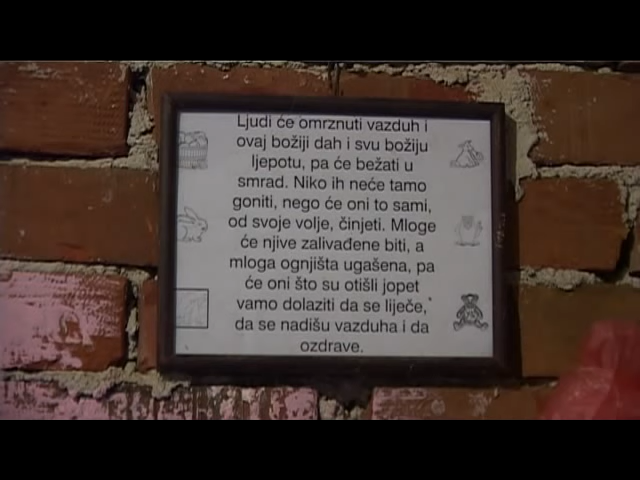 Ljudi će omrznuti vazduh i
ovaj božiji dah i svu božiju
ljepotu, pa će bežati u
smrad. Niko ih neće tamo
goniti, nego će oni to sami,
od svoje volje, činjeti. Mloge
će njive zalivađene biti, a
mloga ognjišta ugašena, pa
će oni što su otišli jopet
vamo dolaziti da se liječe,
da se nadišu vazduha i da
ozdrave.